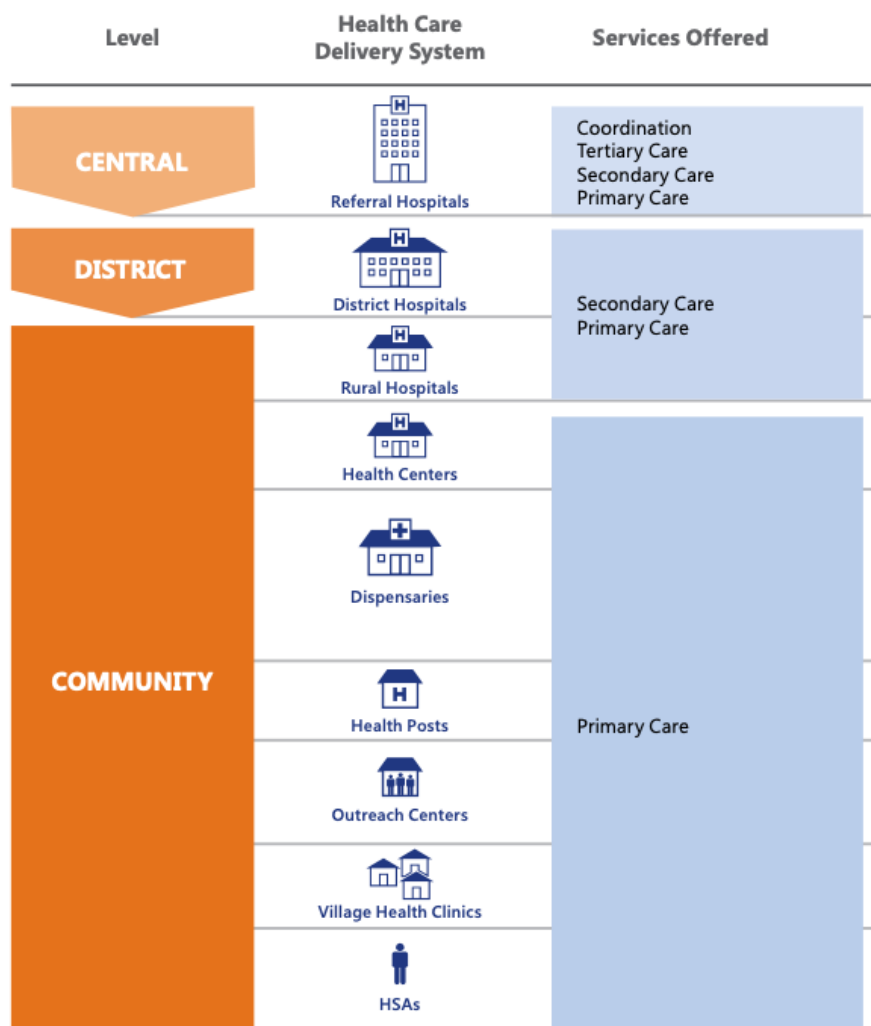 Level
Health Care
Delivery System
Services Offered
CENTRAL
H
Referral Hospitals
Coordination
Tertiary Care
Secondary Care
Primary Care
DISTRICT
H
District Hospitals
Secondary Care
Primary Care
H
Rural Hospitals
COMMUNITY
H
Health Centers
Dispensaries
H
Health Posts
Primary Care
Outreach Centers
Village Health Clinics
HSAs